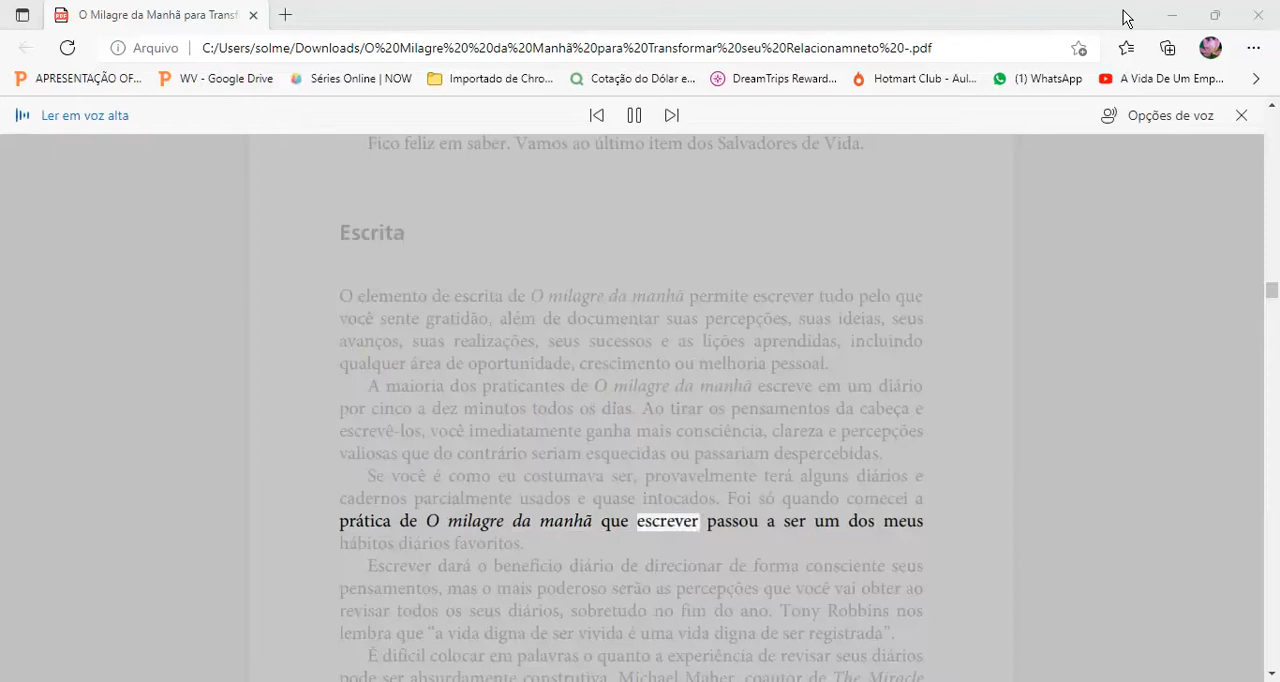 O Milagre da Manhã para Transf
Arquivo
C:/Users/solme/Downloads/O%20Milagre%20%20da%20Manhã%20para%20Transformar%20seu%20Relacionamneto%20-.pdf
APRESENTAÇÃO OF...
WV - Google Drive
Séries Online | NOW
Importado de Chro...
Cotação do Dólar e...
DreamTrips Reward...
Hotmart Club - Aul...
(1) WhatsApp
A Vida De Um Emp...
Ler em voz alta
Opções de voz
Fico feliz em saber. Vamos ao último item dos Salvadores de Vida.
Escrita
O elemento de escrita de O milagre da manhã permite escrever tudo pelo que
você sente gratidão, além de documentar suas percepções, suas ideias, seus
avanços, suas realizações, seus sucessos e as lições aprendidas, incluindo
qualquer área de oportunidade, crescimento ou melhoria pessoal.
A maioria dos praticantes de O milagre da manhã escreve em um diário
por cinco a dez minutos todos os dias. Ao tirar os pensamentos da cabeça e
escrevê-los, você imediatamente ganha mais consciência, clareza e percepções
valiosas que do contrário seriam esquecidas ou passariam despercebidas.
Se você é como eu costumava ser, provavelmente terá alguns diários e
cadernos parcialmente usados e quase intocados. Foi só quando comecei a
prática de O milagre da manhã que escrever passou a ser um dos meus
hábitos diários favoritos.
Escrever dará o benefício diário de direcionar de forma consciente seus
pensamentos, mas o mais poderoso serão as percepções que você vai obter ao
revisar todos os seus diários, sobretudo no fim do ano. Tony Robbins nos
lembra que “a vida digna de ser vivida é uma vida digna de ser registrada”.
É difícil colocar em palavras o quanto a experiência de revisar seus diários
pode ser absurdamente construtiva. Michael Maher, coautor de The Miracle